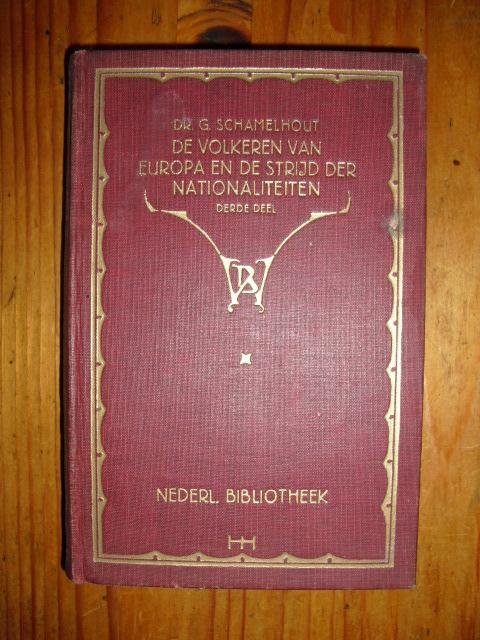 DR. G. SCHAMELHOUT
DE VOLKEREN VAN
EUROPA EN DE STRIJD DER
NATIONALITEITEN
DERDE DEEL
NEDERL. BIBLIOTHEEK